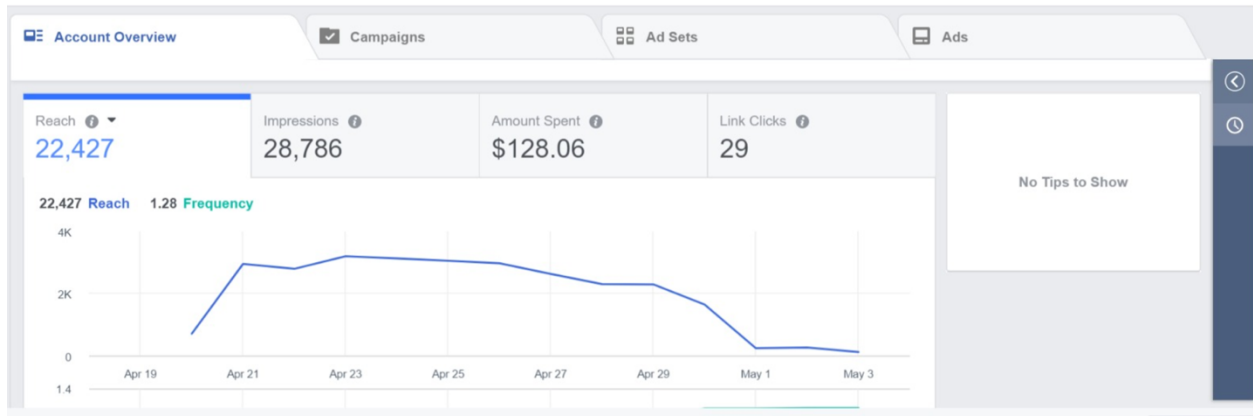 Account Overview
Campaigns
Ad Sets
Ads
Reach
Impressions
Amount Spent
Link Clicks
22,427
28,786
$128.06
29
No Tips to Show
22,427 Reach 1.28 Frequency
4K
2K
0
Apr 19 Apr 21 Apr 23 Apr 25 Apr 27 Apr 29 May 1 May 3
1.4